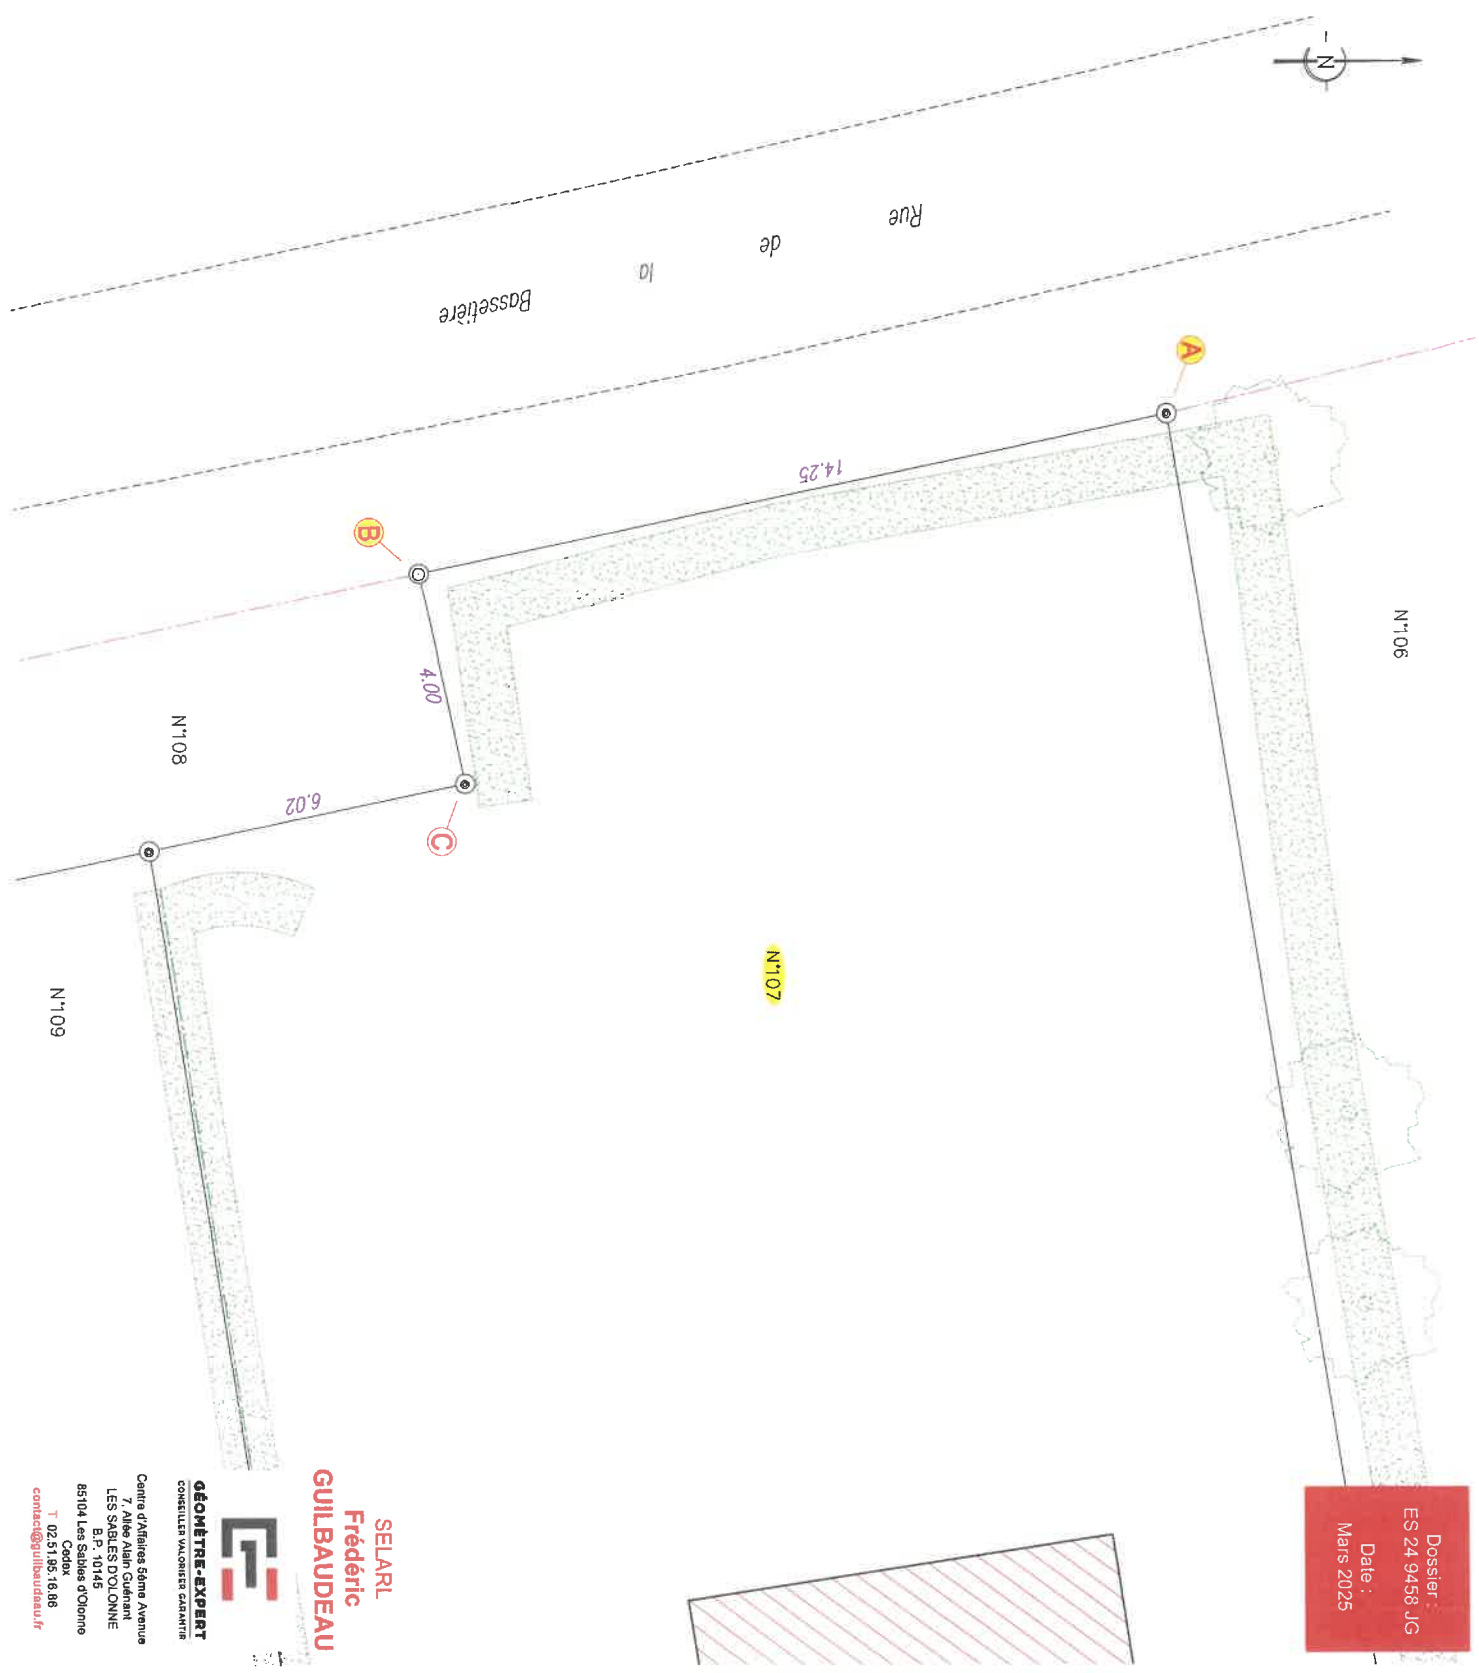 N
Rue de la Bassetière
A
14.25
B
4.00
N°106
N°108
6.02
C
N°107
N°109
Dossier :
ES 24 9458 JG
Date :
Mars 2025
SELARL
Frédéric
GUILBAUDEAU
GÉOMÈTRE-EXPERT
CONSEILLER VALORISER GARANTIR
Centre d'Affaires 5ème Avenue
7, Allée Alain Guénant
LES SABLES D'OLONNE
B.P. 10145
85104 Les Sables d'Olonne
Cedex
T 02.51.95.16.86
contact@guilbaudeau.fr